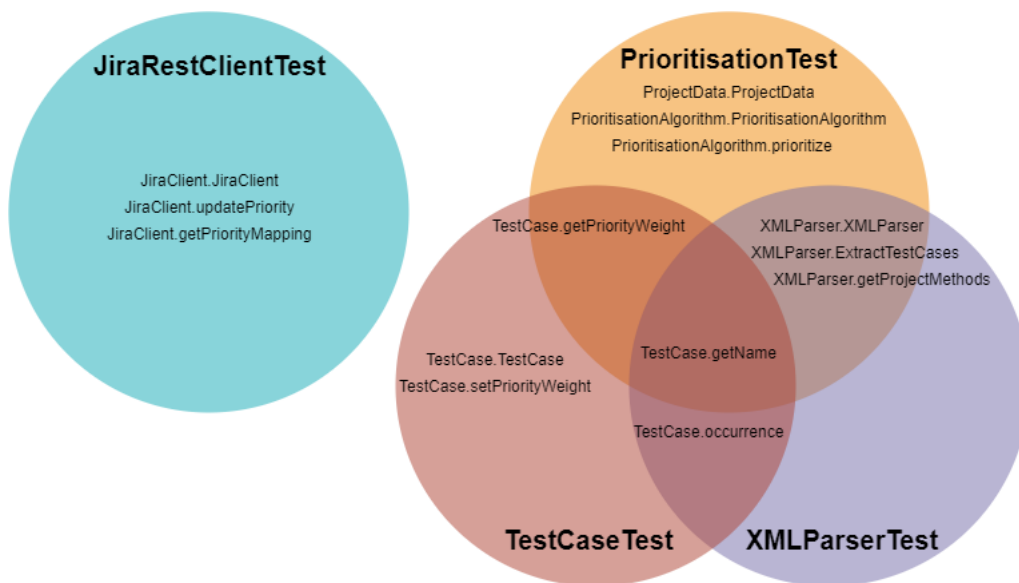 JiraRestClientTest
JiraClient.JiraClient
JiraClient.updatePriority
JiraClient.getPriorityMapping
PrioritisationTest
ProjectData.ProjectData
PrioritisationAlgorithm.PrioritisationAlgorithm
PrioritisationAlgorithm.prioritize
TestCase.getPriorityWeight
XMLParser.XMLParser
XMLParser.ExtractTestCases
XMLParser.getProjectMethods
TestCase.TestCase
TestCase.setPriorityWeight
TestCase.getName
TestCase.occurrence
TestCaseTest
XMLParserTest